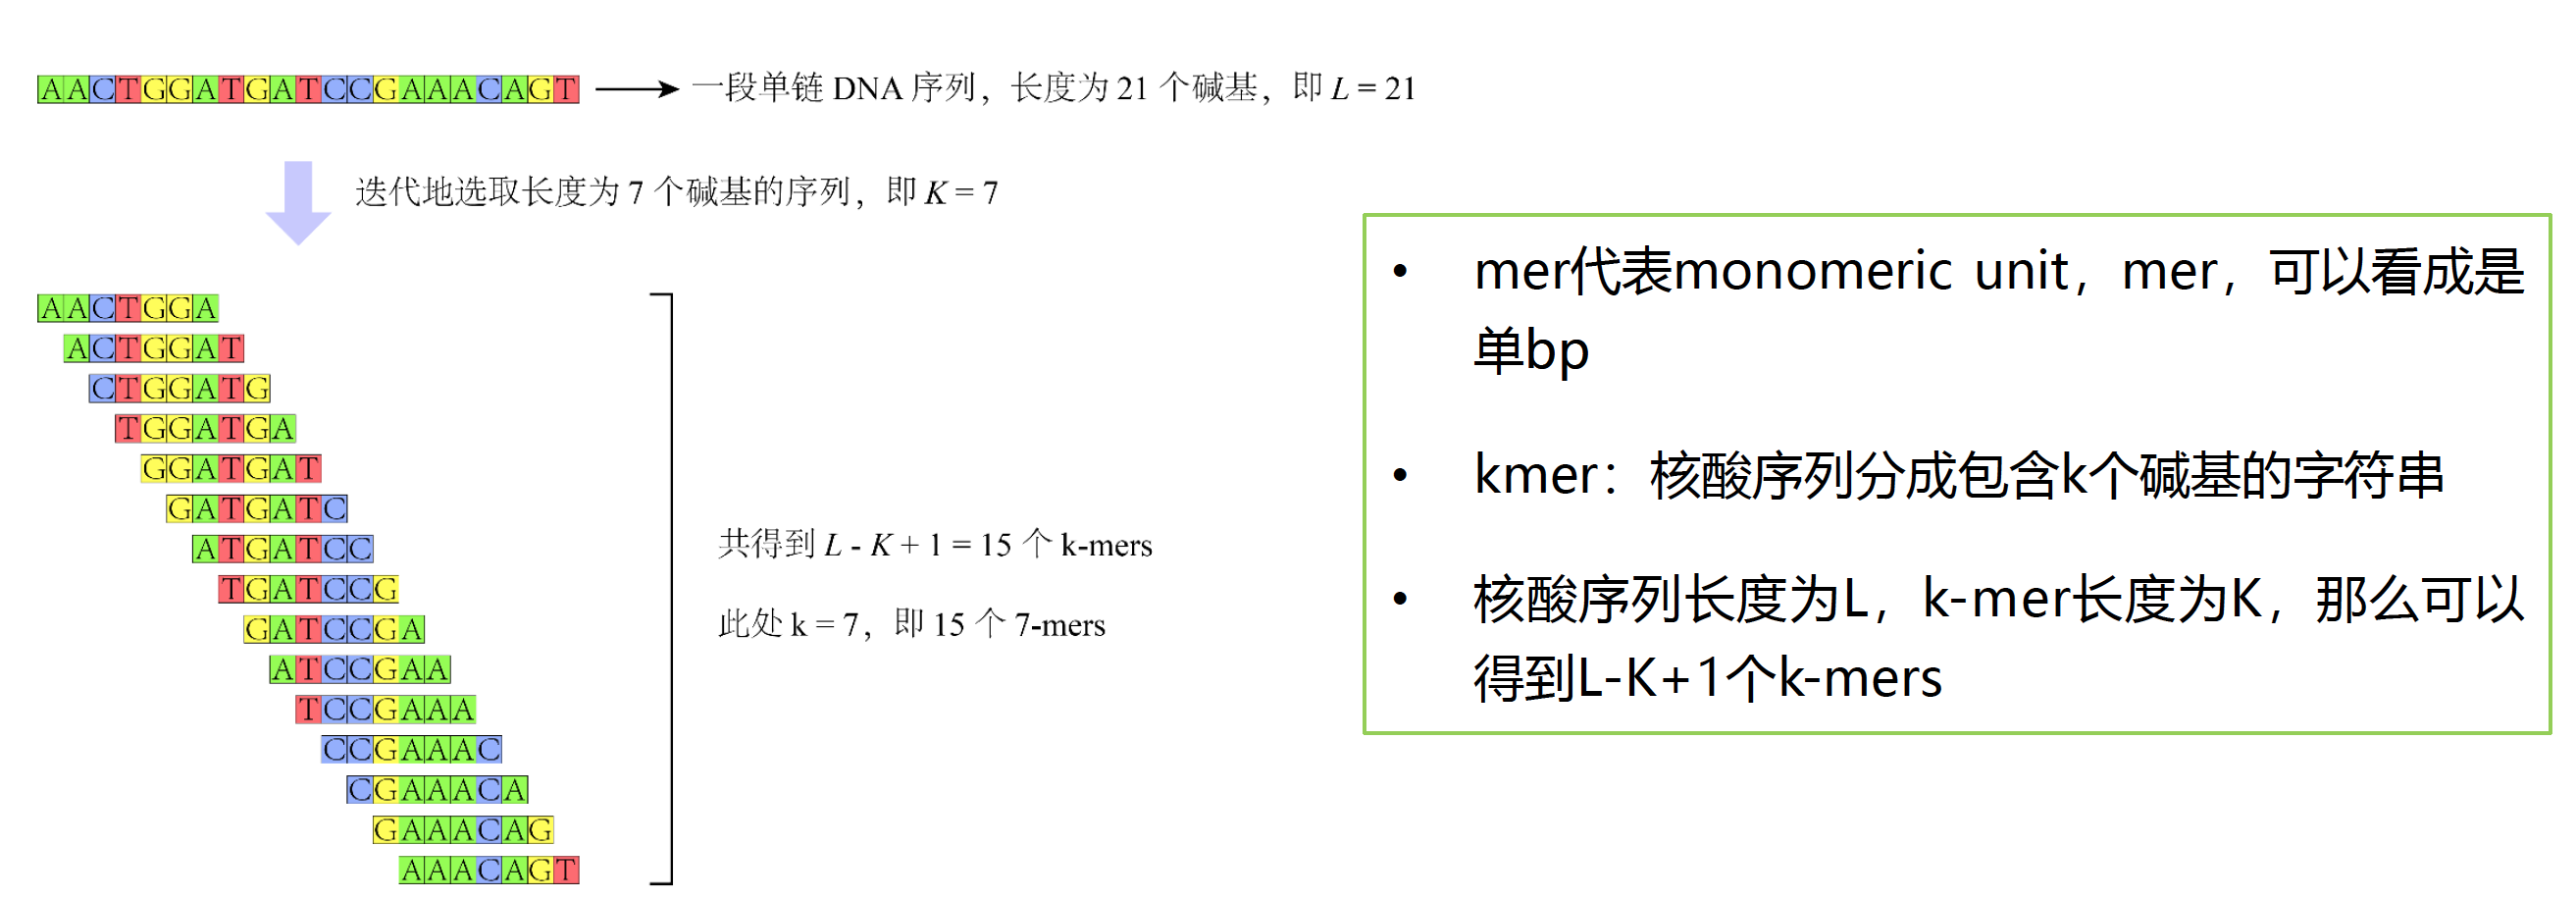 AACTGGATGATCCGAAACAGT
一段单链 DNA 序列，长度为 21 个碱基，即 L = 21
迭代地选取长度为 7 个碱基的序列，即 K = 7
AACTGGA
ACTGGAT
CTGGATG
TGGATGA
GGATGAT
GATGATC
ATGATCC
TGATCCG
GATCCGA
ATCCGAA
TCCGAAA
CCGAAAC
CGAAACA
GAAACAG
AAACAGT
共得到 L - K + 1 = 15 个 k-mers
此处 k = 7，即 15 个 7-mers
• mer代表monomeric unit，mer，可以看成是
单bp
• kmer：核酸序列分成包含k个碱基的字符串
• 核酸序列长度为L，k-mer长度为K，那么可以
得到L-K+1个k-mers